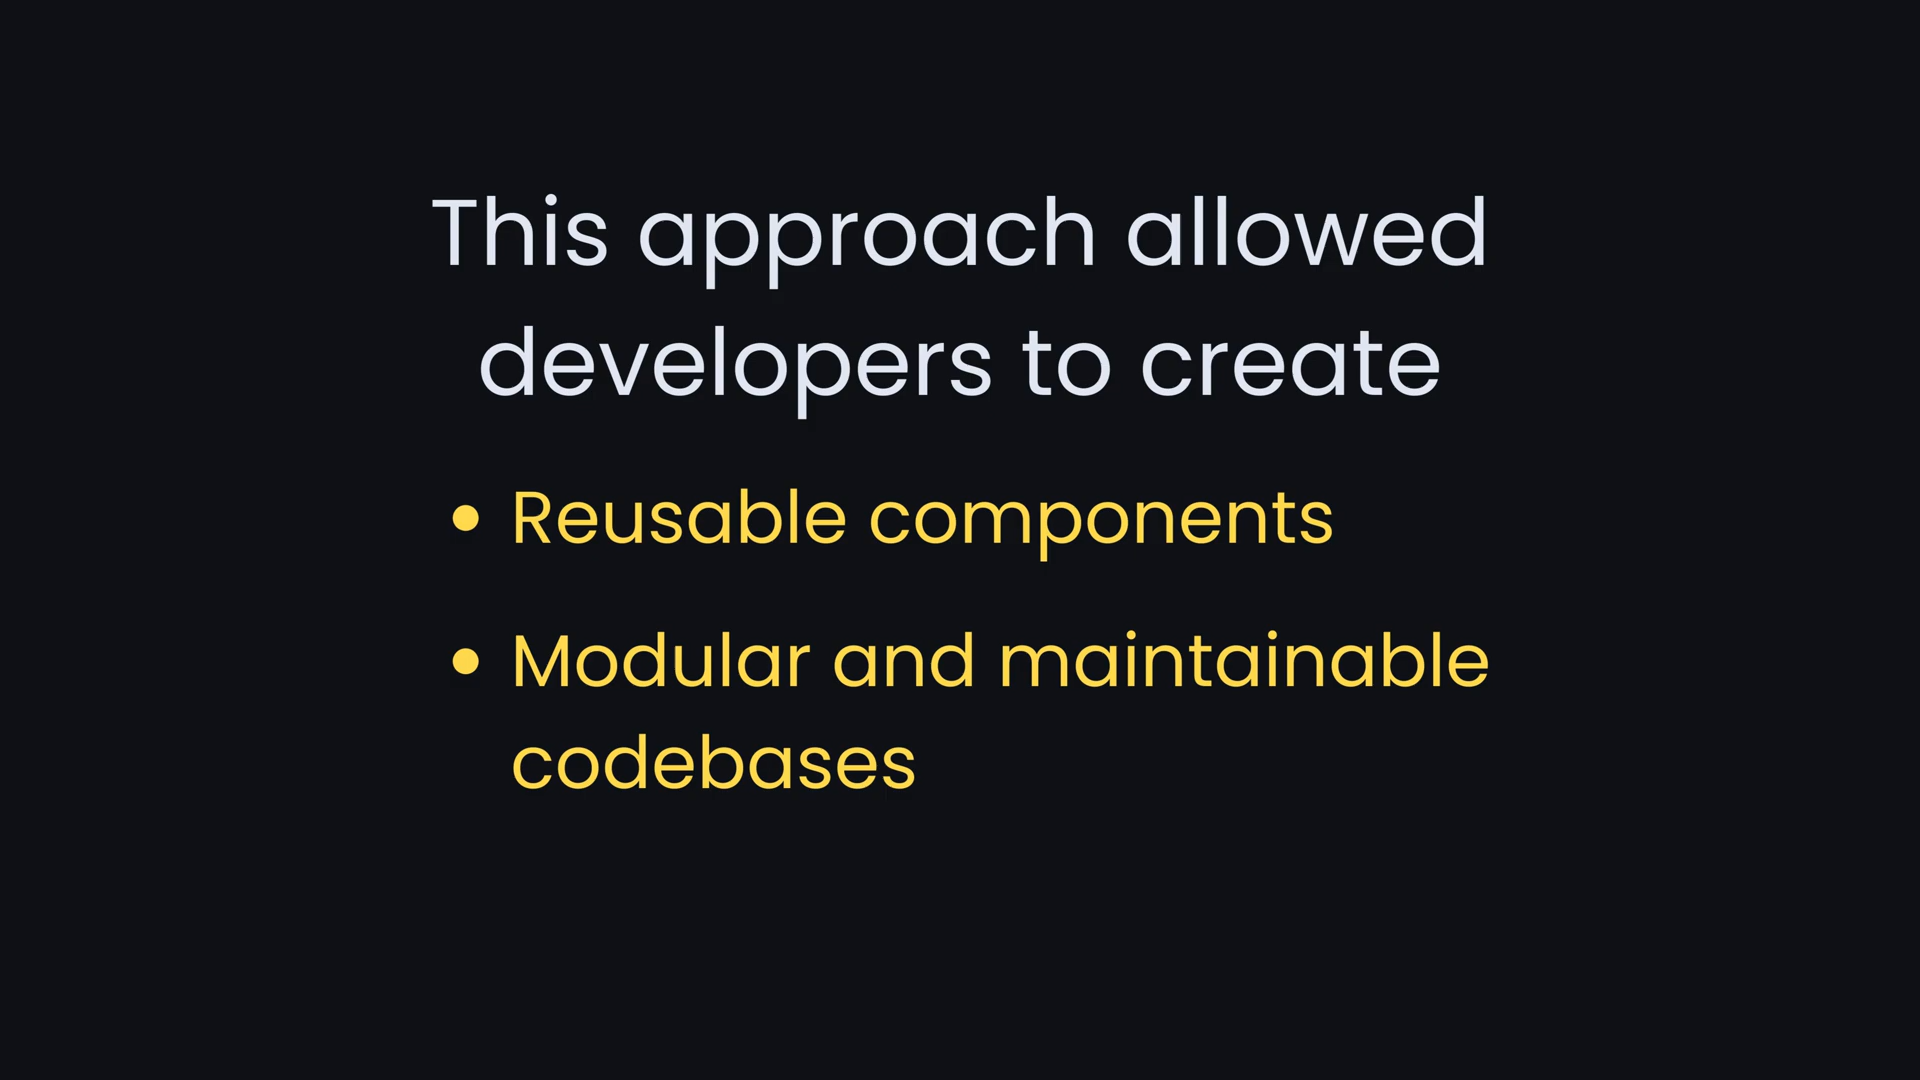 This approach allowed
developers to create
• Reusable components
• Modular and maintainable
codebases